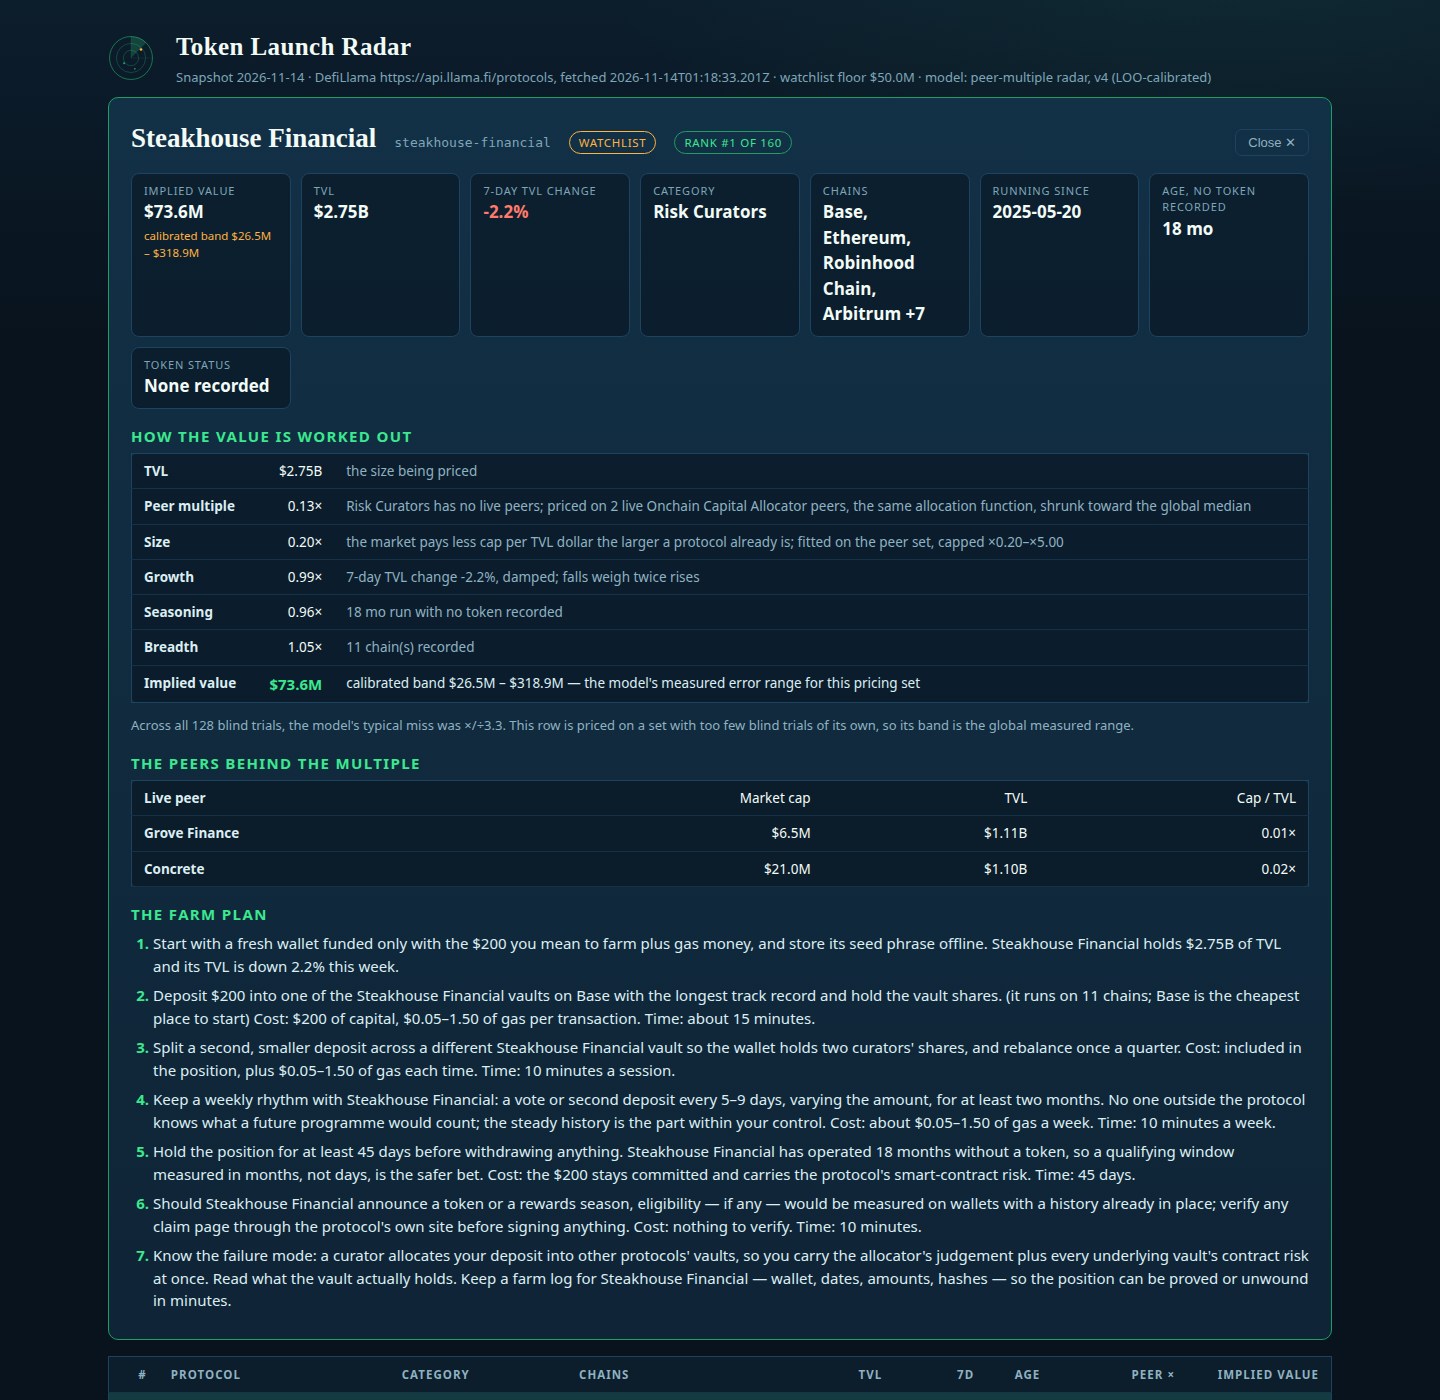 Token Launch Radar
Snapshot 2026-11-14 · DefiLlama https://api.llama.fi/protocols, fetched 2026-11-14T01:18:33.201Z · watchlist floor $50.0M · model: peer-multiple radar, v4 (LOO-calibrated)
Steakhouse Financial steakhouse-financial WATCHLIST RANK #1 OF 160 Close ✕
IMPLIED VALUE
$73.6M
calibrated band $26.5M
– $318.9M
TVL
$2.75B
7-DAY TVL CHANGE
-2.2%
CATEGORY
Risk Curators
CHAINS
Base,
Ethereum,
Robinhood
Chain,
Arbitrum +7
RUNNING SINCE
2025-05-20
AGE, NO TOKEN
RECORDED
18 mo
TOKEN STATUS
None recorded
HOW THE VALUE IS WORKED OUT
TVL $2.75B the size being priced
Peer multiple 0.13× Risk Curators has no live peers; priced on 2 live Onchain Capital Allocator peers, the same allocation function, shrunk toward the global median
Size 0.20× the market pays less cap per TVL dollar the larger a protocol already is; fitted on the peer set, capped ×0.20–×5.00
Growth 0.99× 7-day TVL change -2.2%, damped; falls weigh twice rises
Seasoning 0.96× 18 mo run with no token recorded
Breadth 1.05× 11 chain(s) recorded
Implied value $73.6M calibrated band $26.5M – $318.9M — the model's measured error range for this pricing set
Across all 128 blind trials, the model's typical miss was ×/÷3.3. This row is priced on a set with too few blind trials of its own, so its band is the global measured range.
THE PEERS BEHIND THE MULTIPLE
Live peer Market cap TVL Cap / TVL
Grove Finance $6.5M $1.11B 0.01×
Concrete $21.0M $1.10B 0.02×
THE FARM PLAN
1. Start with a fresh wallet funded only with the $200 you mean to farm plus gas money, and store its seed phrase offline. Steakhouse Financial holds $2.75B of TVL
and its TVL is down 2.2% this week.
2. Deposit $200 into one of the Steakhouse Financial vaults on Base with the longest track record and hold the vault shares. (it runs on 11 chains; Base is the cheapest
place to start) Cost: $200 of capital, $0.05–1.50 of gas per transaction. Time: about 15 minutes.
3. Split a second, smaller deposit across a different Steakhouse Financial vault so the wallet holds two curators' shares, and rebalance once a quarter. Cost: included in
the position, plus $0.05–1.50 of gas each time. Time: 10 minutes a session.
4. Keep a weekly rhythm with Steakhouse Financial: a vote or second deposit every 5–9 days, varying the amount, for at least two months. No one outside the protocol
knows what a future programme would count; the steady history is the part within your control. Cost: about $0.05–1.50 of gas a week. Time: 10 minutes a week.
5. Hold the position for at least 45 days before withdrawing anything. Steakhouse Financial has operated 18 months without a token, so a qualifying window
measured in months, not days, is the safer bet. Cost: the $200 stays committed and carries the protocol's smart-contract risk. Time: 45 days.
6. Should Steakhouse Financial announce a token or a rewards season, eligibility — if any — would be measured on wallets with a history already in place; verify any
claim page through the protocol's own site before signing anything. Cost: nothing to verify. Time: 10 minutes.
7. Know the failure mode: a curator allocates your deposit into other protocols' vaults, so you carry the allocator's judgement plus every underlying vault's contract risk
at once. Read what the vault actually holds. Keep a farm log for Steakhouse Financial — wallet, dates, amounts, hashes — so the position can be proved or unwound
in minutes.
# PROTOCOL CATEGORY CHAINS TVL 7D AGE PEER × IMPLIED VALUE